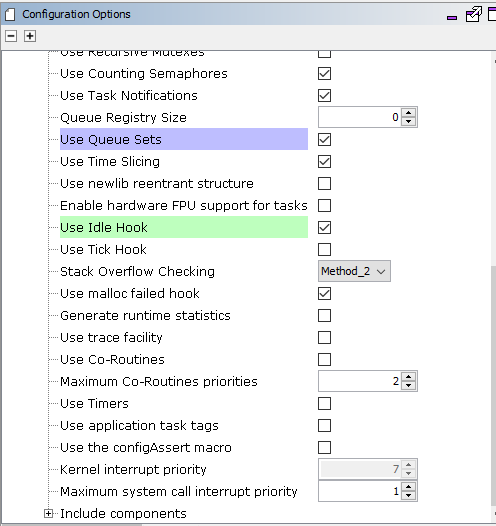 Configuration Options
Use Recursive Mutexes
Use Counting Semaphores
Use Task Notifications
Queue Registry Size 0
Use Queue Sets
Use Time Slicing
Use newlib reentrant structure
Enable hardware FPU support for tasks
Use Idle Hook
Use Tick Hook
Stack Overflow Checking Method_2
Use malloc failed hook
Generate runtime statistics
Use trace facility
Use Co-Routines
Maximum Co-Routines priorities 2
Use Timers
Use application task tags
Use the configAssert macro
Kernel interrupt priority 7
Maximum system call interrupt priority 1
Include components